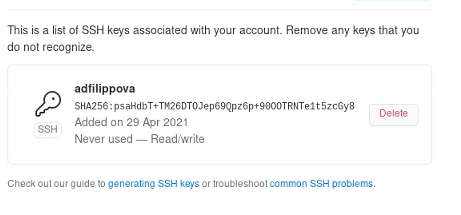 This is a list of SSH keys associated with your account. Remove any keys that you
do not recognize.
adfilippova
SHA256:psaHdbT+TM26DTOJep69Qpz6p+90OOTRNTe1t5zcGy8
Added on 29 Apr 2021
Never used — Read/write
SSH
Delete
Check out our guide to generating SSH keys or troubleshoot common SSH problems.